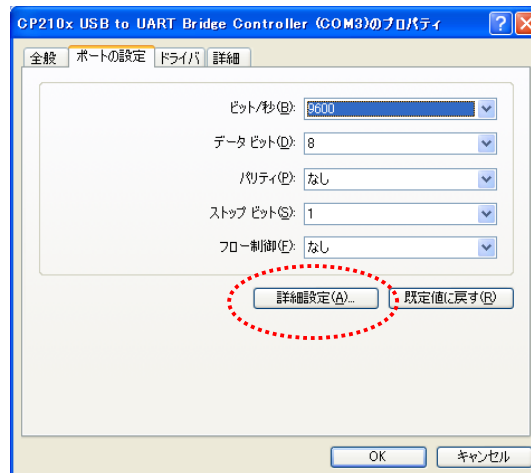 CP210x USB to UART Bridge Controller (COM3)のプロパティ
全般 ポートの設定 ドライバ 詳細
ビット/秒(B): 9600
データ ビット(D): 8
パリティ(P): なし
ストップ ビット(S): 1
フロー制御(F): なし
詳細設定(A)... 既定値に戻す(R)
OK キャンセル